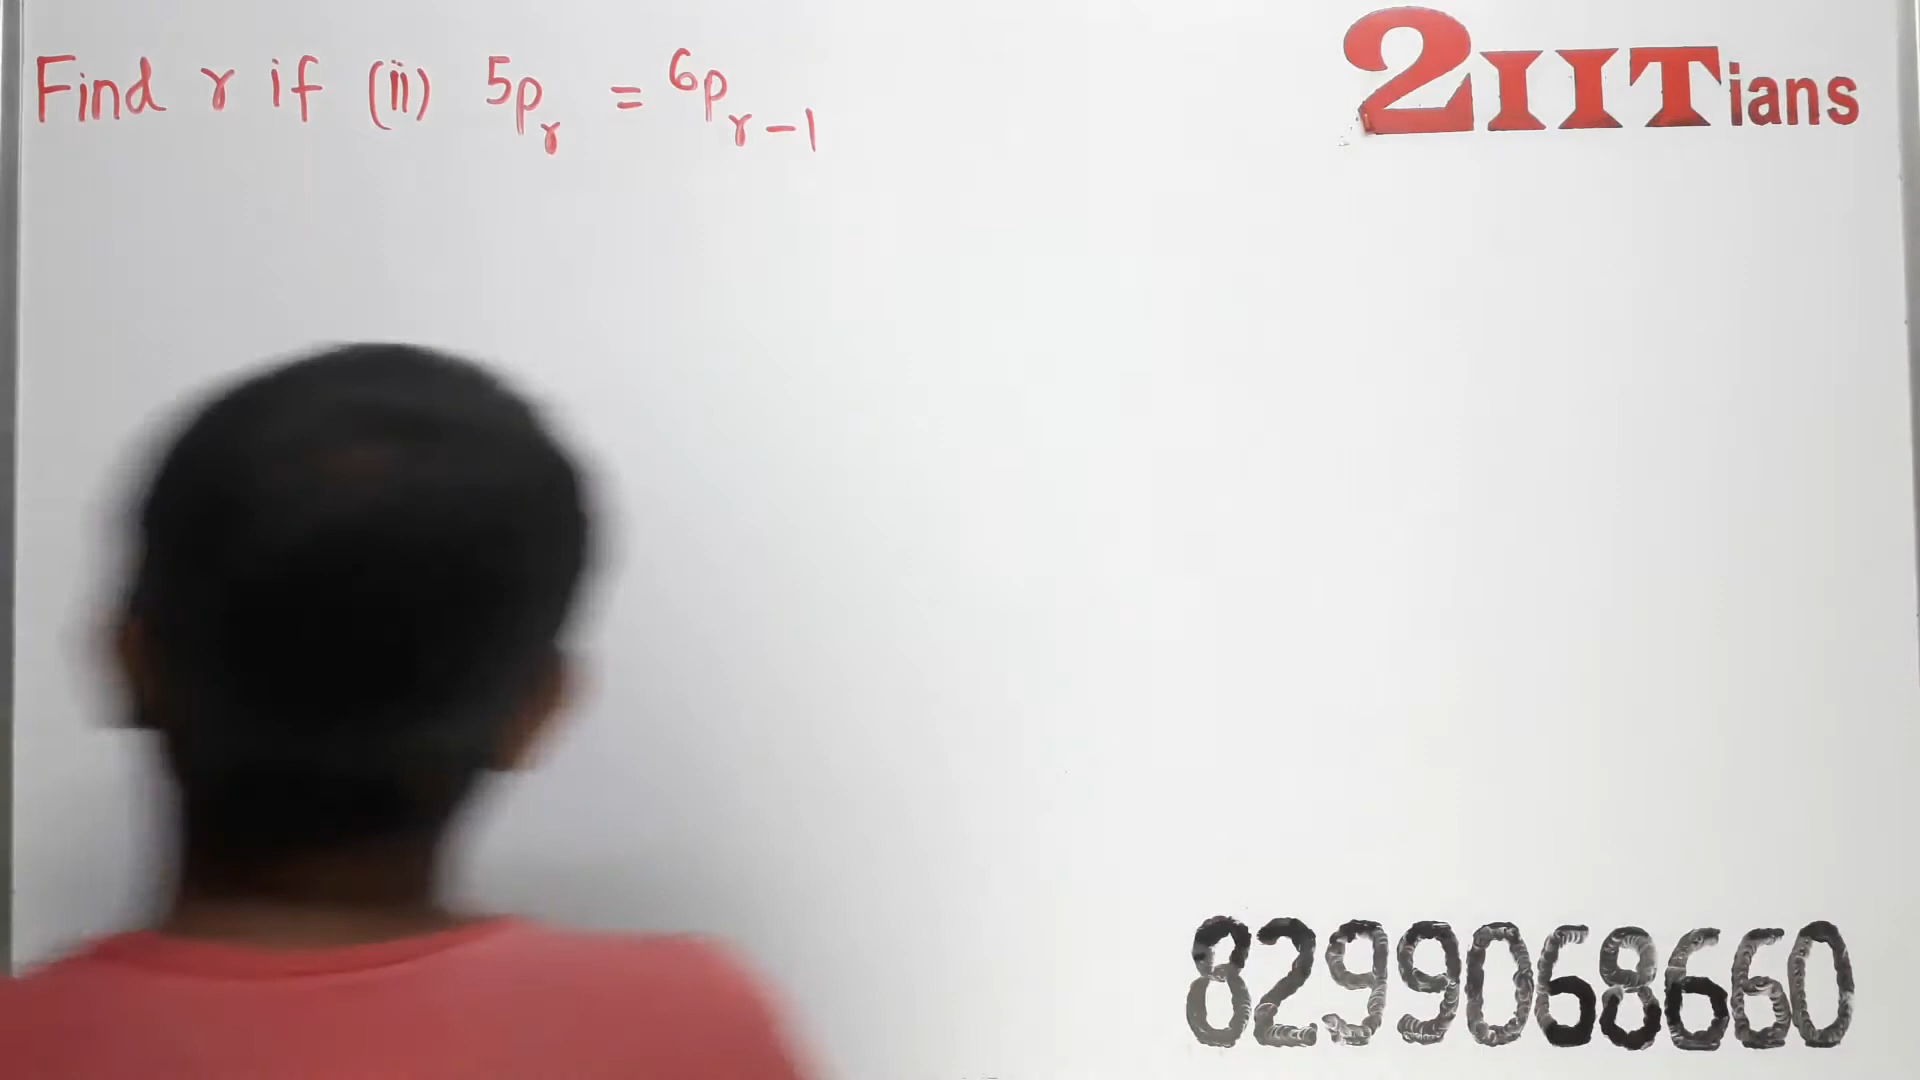 Find r if (ii) ⁵pᵣ = ⁶pᵣ₋₁
2IITians
8299068660